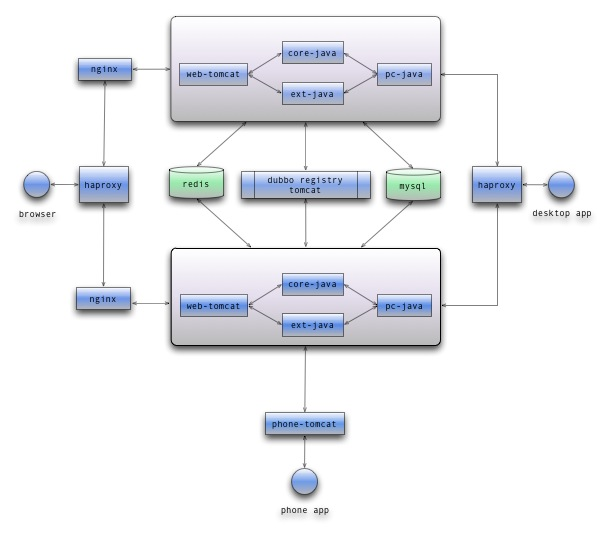 core-java
nginx
web-tomcat
pc-java
ext-java
redis
dubbo registry
tomcat
mysql
haproxy
haproxy
browser
desktop app
core-java
nginx
web-tomcat
pc-java
ext-java
phone-tomcat
phone app